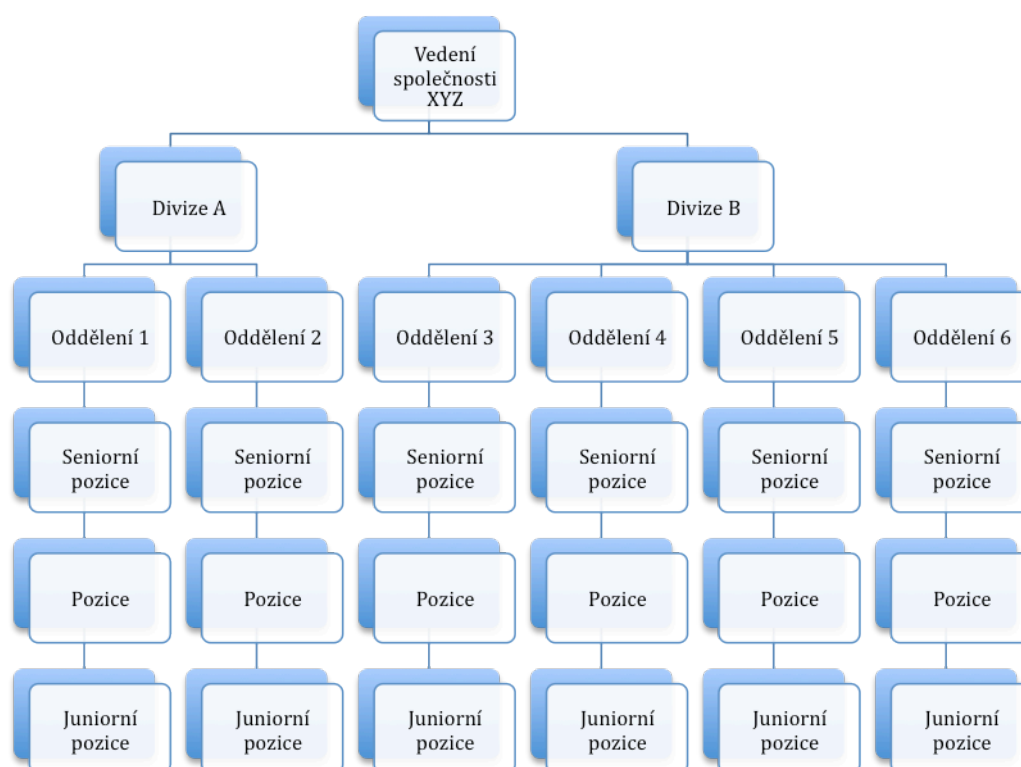 Vedení
společnosti
XYZ
Divize A
Divize B
Oddělení 1
Oddělení 2
Oddělení 3
Oddělení 4
Oddělení 5
Oddělení 6
Seniorní
pozice
Seniorní
pozice
Seniorní
pozice
Seniorní
pozice
Seniorní
pozice
Seniorní
pozice
Pozice
Pozice
Pozice
Pozice
Pozice
Pozice
Juniorní
pozice
Juniorní
pozice
Juniorní
pozice
Juniorní
pozice
Juniorní
pozice
Juniorní
pozice